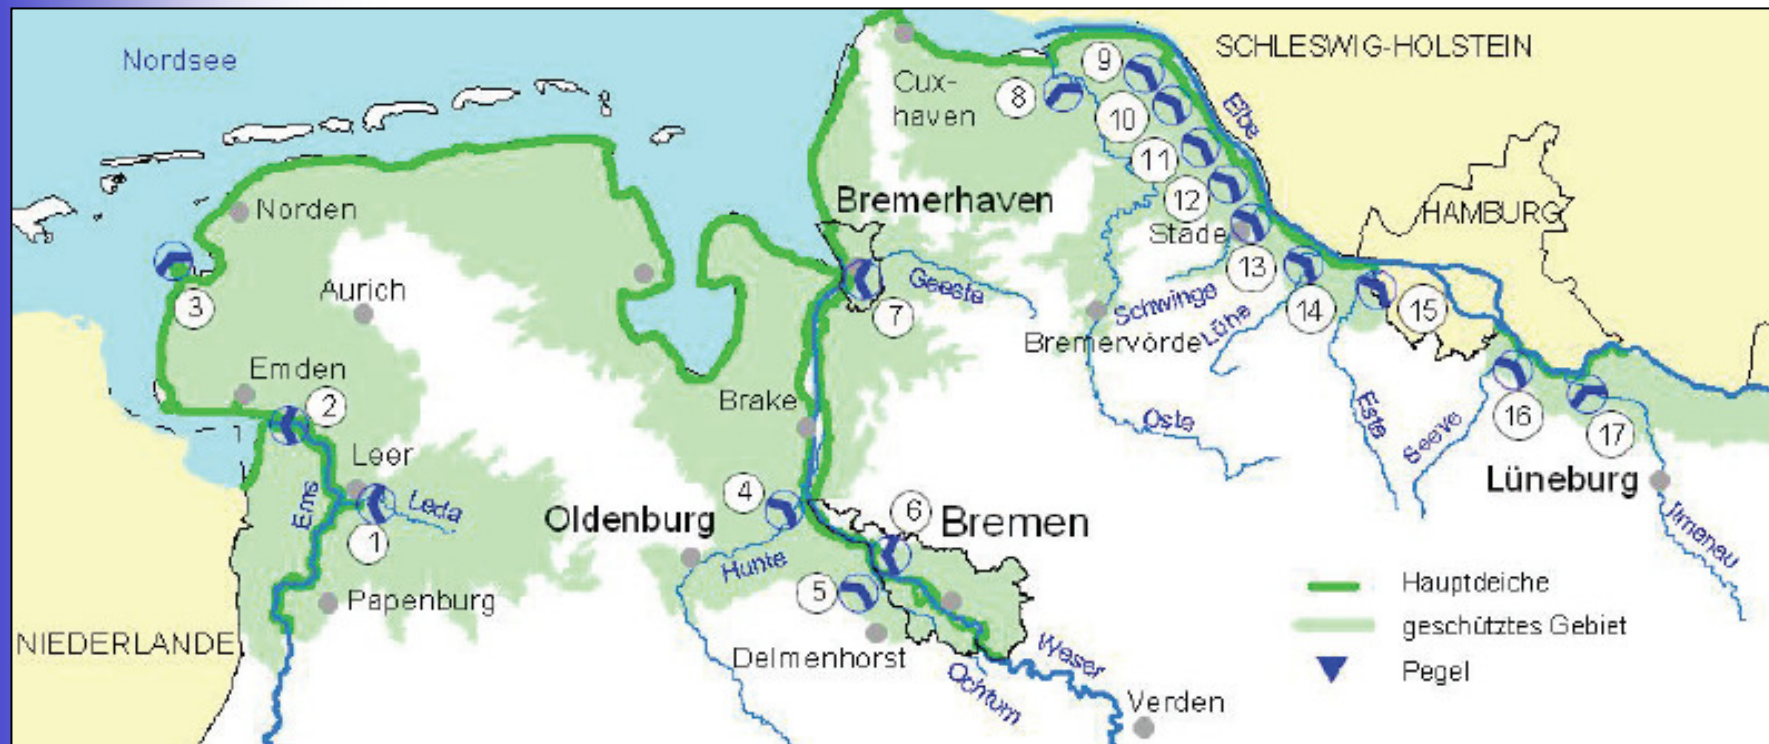 Nordsee
SCHLESWIG-HOLSTEIN
9
Cux-
haven
8
10
Elbe
11
12
Bremerhaven
HAMBURG
Norden
Stade
13
3
Aurich
Geeste
7
Schwinge
Lühe
14
15
Bremervörde
Emden
2
Brake
Este
Seeve
16
17
Oste
Leer
Leda
Ems
1
4
Oldenburg
6
Bremen
Lüneburg
Jlmenau
Hunte
5
Papenburg
NIEDERLANDE
Delmenhorst
Ochtum
Weser
Verden
Hauptdeiche
geschütztes Gebiet
Pegel